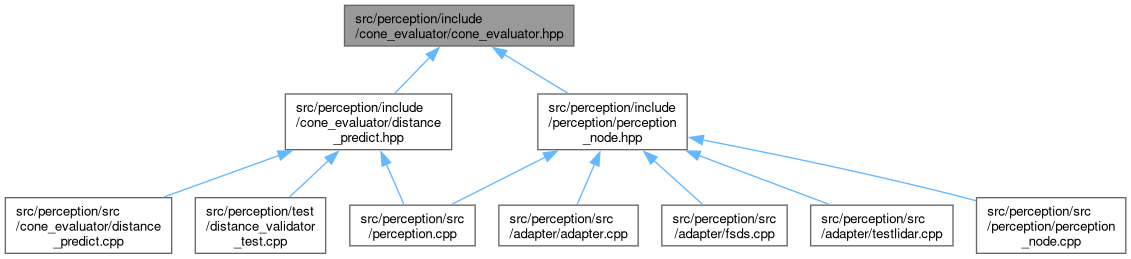 src/perception/include
/cone_evaluator/cone_evaluator.hpp
src/perception/include
/cone_evaluator/distance
_predict.hpp
src/perception/include
/perception/perception
_node.hpp
src/perception/src
/cone_evaluator/distance
_predict.cpp
src/perception/test
/distance_validator
_test.cpp
src/perception/src
/perception.cpp
src/perception/src
/adapter/adapter.cpp
src/perception/src
/adapter/fsds.cpp
src/perception/src
/adapter/testlidar.cpp
src/perception/src
/perception/perception
_node.cpp